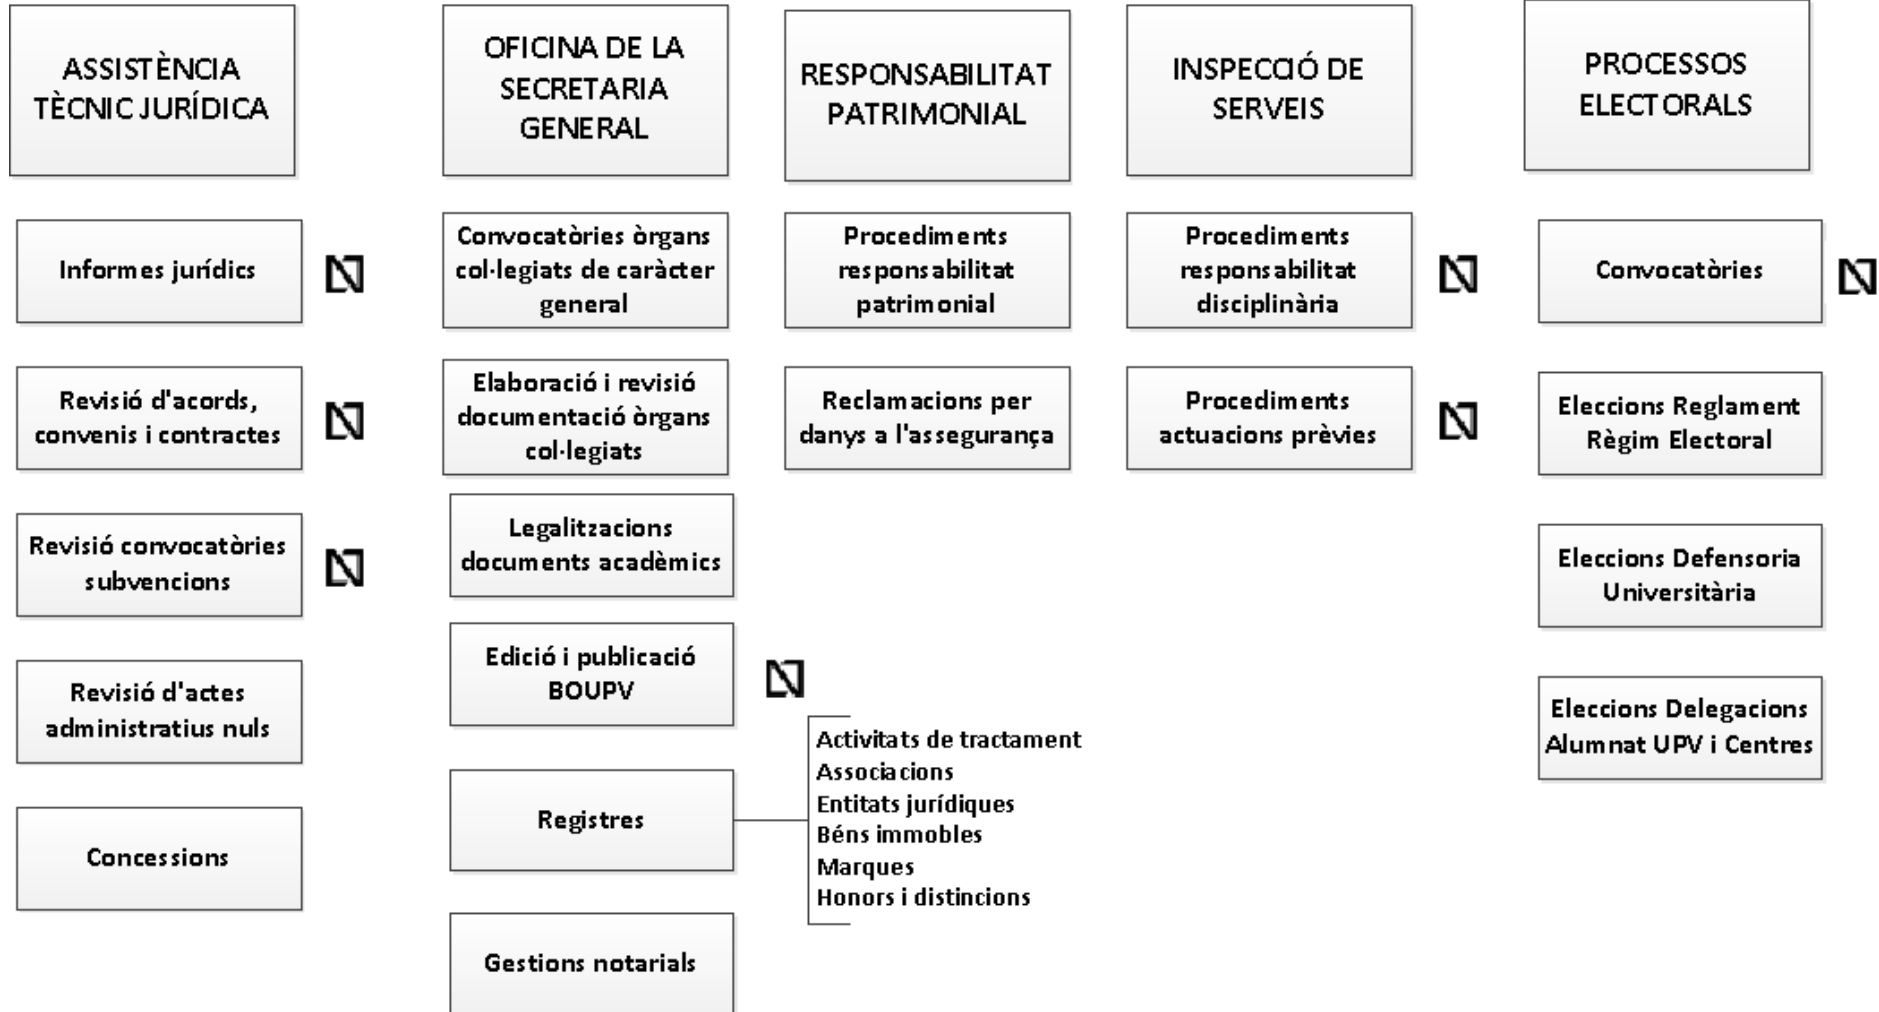 ASSISTÈNCIA
TÈCNIC JURÍDICA
Informes jurídics
Revisió d'acords,
convenis i contractes
Revisió convocatòries
subvencions
Revisió d'actes
administratius nuls
Concessions
OFICINA DE LA
SECRETARIA
GENERAL
Convocatòries òrgans
col·legiats de caràcter
general
Elaboració i revisió
documentació òrgans
col·legiats
Legalitzacions
documents acadèmics
Edició i publicació
BOUPV
Registres
Activitats de tractament
Associacions
Entitats jurídiques
Béns immobles
Marques
Honors i distincions
Gestions notarials
RESPONSABILITAT
PATRIMONIAL
Procediments
responsabilitat
patrimonial
Reclamacions per
danys a l'assegurança
INSPECCIÓ DE
SERVEIS
Procediments
responsabilitat
disciplinària
Procediments
actuacions prèvies
PROCESSOS
ELECTORALS
Convocatòries
Eleccions Reglament
Règim Electoral
Eleccions Defensoria
Universitària
Eleccions Delegacions
Alumnat UPV i Centres